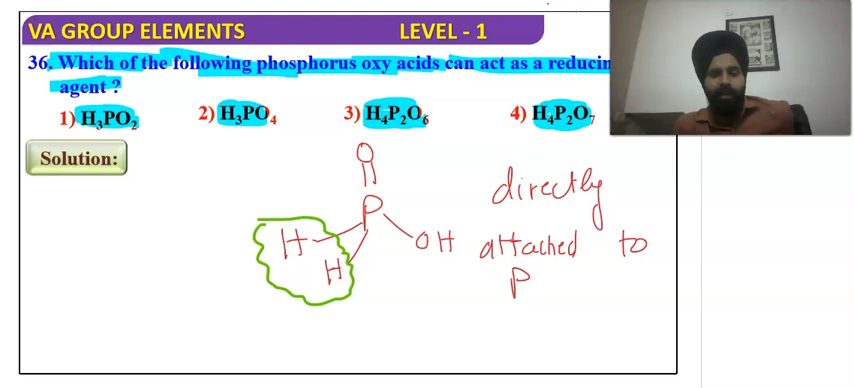 VA GROUP ELEMENTS LEVEL - 1
36. Which of the following phosphorus oxy acids can act as a reducin
agent ?
1) H₃PO₂ 2) H₃PO₄ 3) H₄P₂O₆ 4) H₄P₂O₇
Solution:
O
directly
P
H OH attached to
H
P